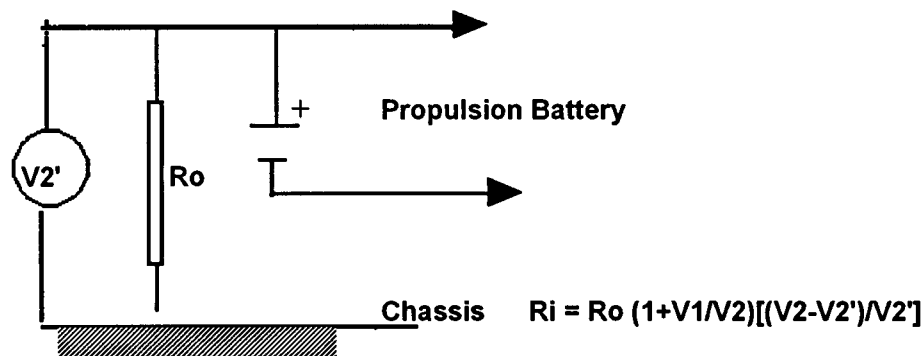 +
Propulsion Battery
V2'
Ro
Chassis Ri = Ro (1+V1/V2)[(V2-V2')/V2']